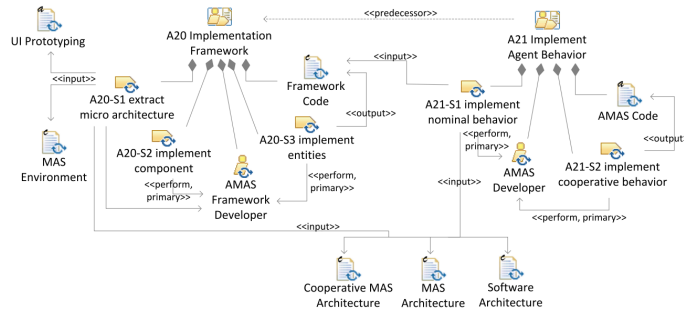 <<predecessor>>
A20 Implementation
Framework
A21 Implement
Agent Behavior
UI Prototyping
<<input>>
A20-S1 extract
micro architecture
Framework
Code
<<input>>
A21-S1 implement
nominal behavior
AMAS Code
<<output>>
<<output
MAS
Environment
A20-S2 implement
component
A20-S3 implement
entities
<<perform,
primary>>
AMAS
Developer
A21-S2 implement
cooperative behavior
<<perform,
primary>>
AMAS
Framework
Developer
<<perform,
primary>>
<<input>>
<<perform, primary>>
<<input>>
Cooperative MAS
Architecture
MAS
Architecture
Software
Architecture